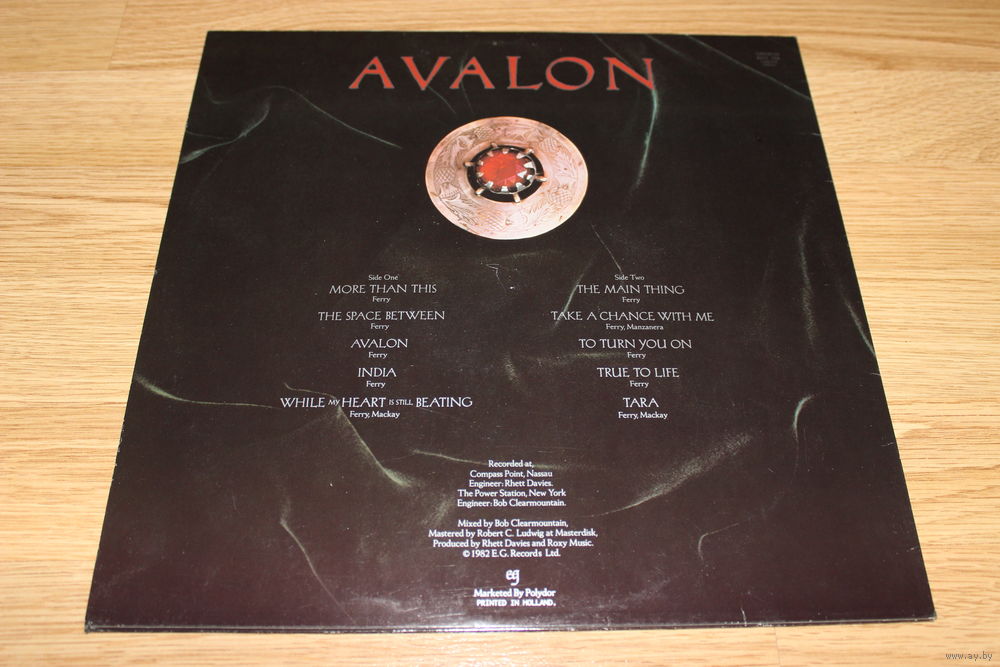 AVALON
Side One
MORE THAN THIS
Ferry
THE SPACE BETWEEN
Ferry
AVALON
Ferry
INDIA
Ferry
WHILE MY HEART IS STILL BEATING
Ferry, Mackay
Side Two
THE MAIN THING
Ferry
TAKE A CHANCE WITH ME
Ferry, Manzanera
TO TURN YOU ON
Ferry
TRUE TO LIFE
Ferry
TARA
Ferry, Mackay
Recorded at,
Compass Point, Nassau
Engineer: Rhett Davies.
The Power Station, New York
Engineer: Bob Clearmountain.
Mixed by Bob Clearmountain,
Mastered by Robert C. Ludwig at Masterdisk,
Produced by Rhett Davies and Roxy Music.
© 1982 E.G. Records Ltd.
eg
Marketed By Polydor
PRINTED IN HOLLAND.
www.ay.by